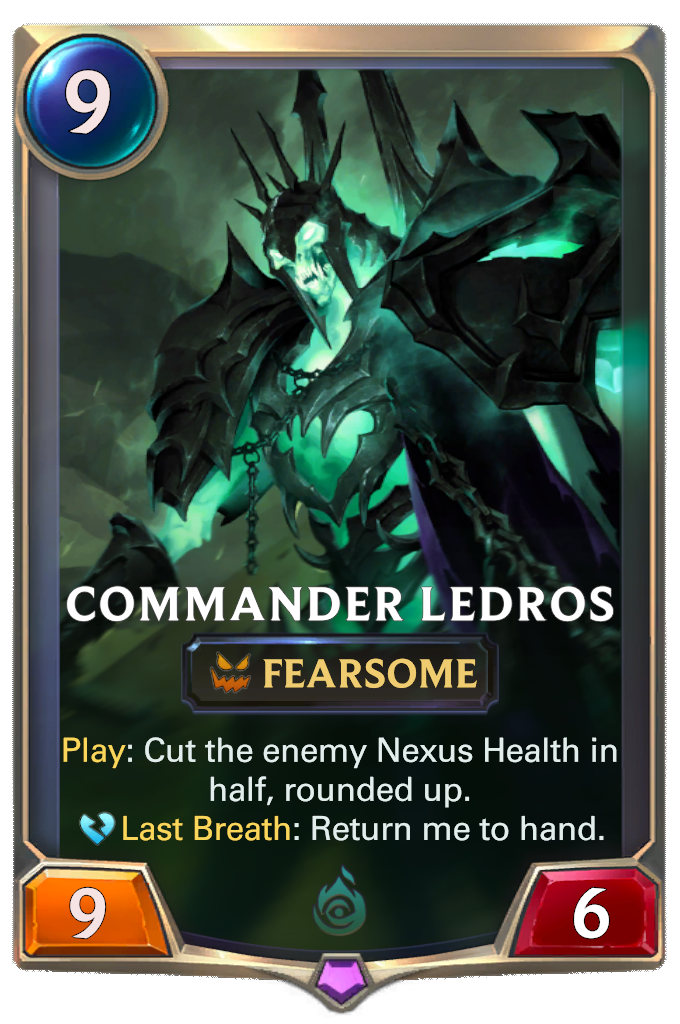 9
COMMANDER LEDROS
FEARSOME
Play: Cut the enemy Nexus Health in
half, rounded up.
Last Breath: Return me to hand.
9
6